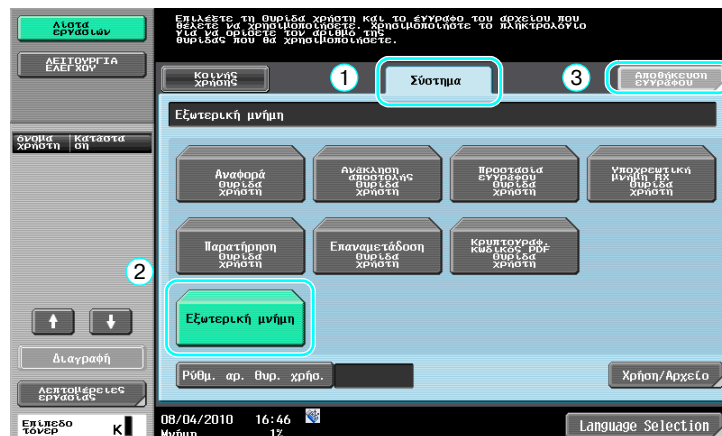 Λίστα
εργασιών
Επιλέξτε τη θυρίδα χρήστη και το έγγραφο του αρχείου που
θέλετε να χρησιμοποιήσετε. Χρησιμοποιήστε το πληκτρολόγιο
για να ορίσετε τον αριθμό της
θυρίδας που θα χρησιμοποιήσετε.
ΛΕΙΤΟΥΡΓΙΑ
ΕΛΕΓΧΟΥ
Κοινής
χρήσης
1
Σύστημα
3
Αποθήκευση
εγγράφου
Εξωτερική μνήμη
όνομα χρήστη
Κατάστα
ση
Αναφορά
θυρίδα
χρήστη
Ανάκληση
αποστολής
θυρίδα
χρήστη
Προστασία
εγγράφου
θυρίδα
χρήστη
Υποχρεωτική
μνήμη RX
θυρίδα
χρήστη
Παρατήρηση
θυρίδα
χρήστη
Επαναμετάδοση
θυρίδα
χρήστη
Κρυπτογράφ.
κωδικός PDF
θυρίδα
χρήστη
2
Εξωτερική μνήμη
Διαγραφή
Λεπτομέρειες
εργασίας
Ρύθμ. αρ. θυρ. χρήσ.
Χρήση/Αρχείο
Επίπεδο
τόνερ
K
08/04/2010 16:46
Μνήμη 1%
Language Selection